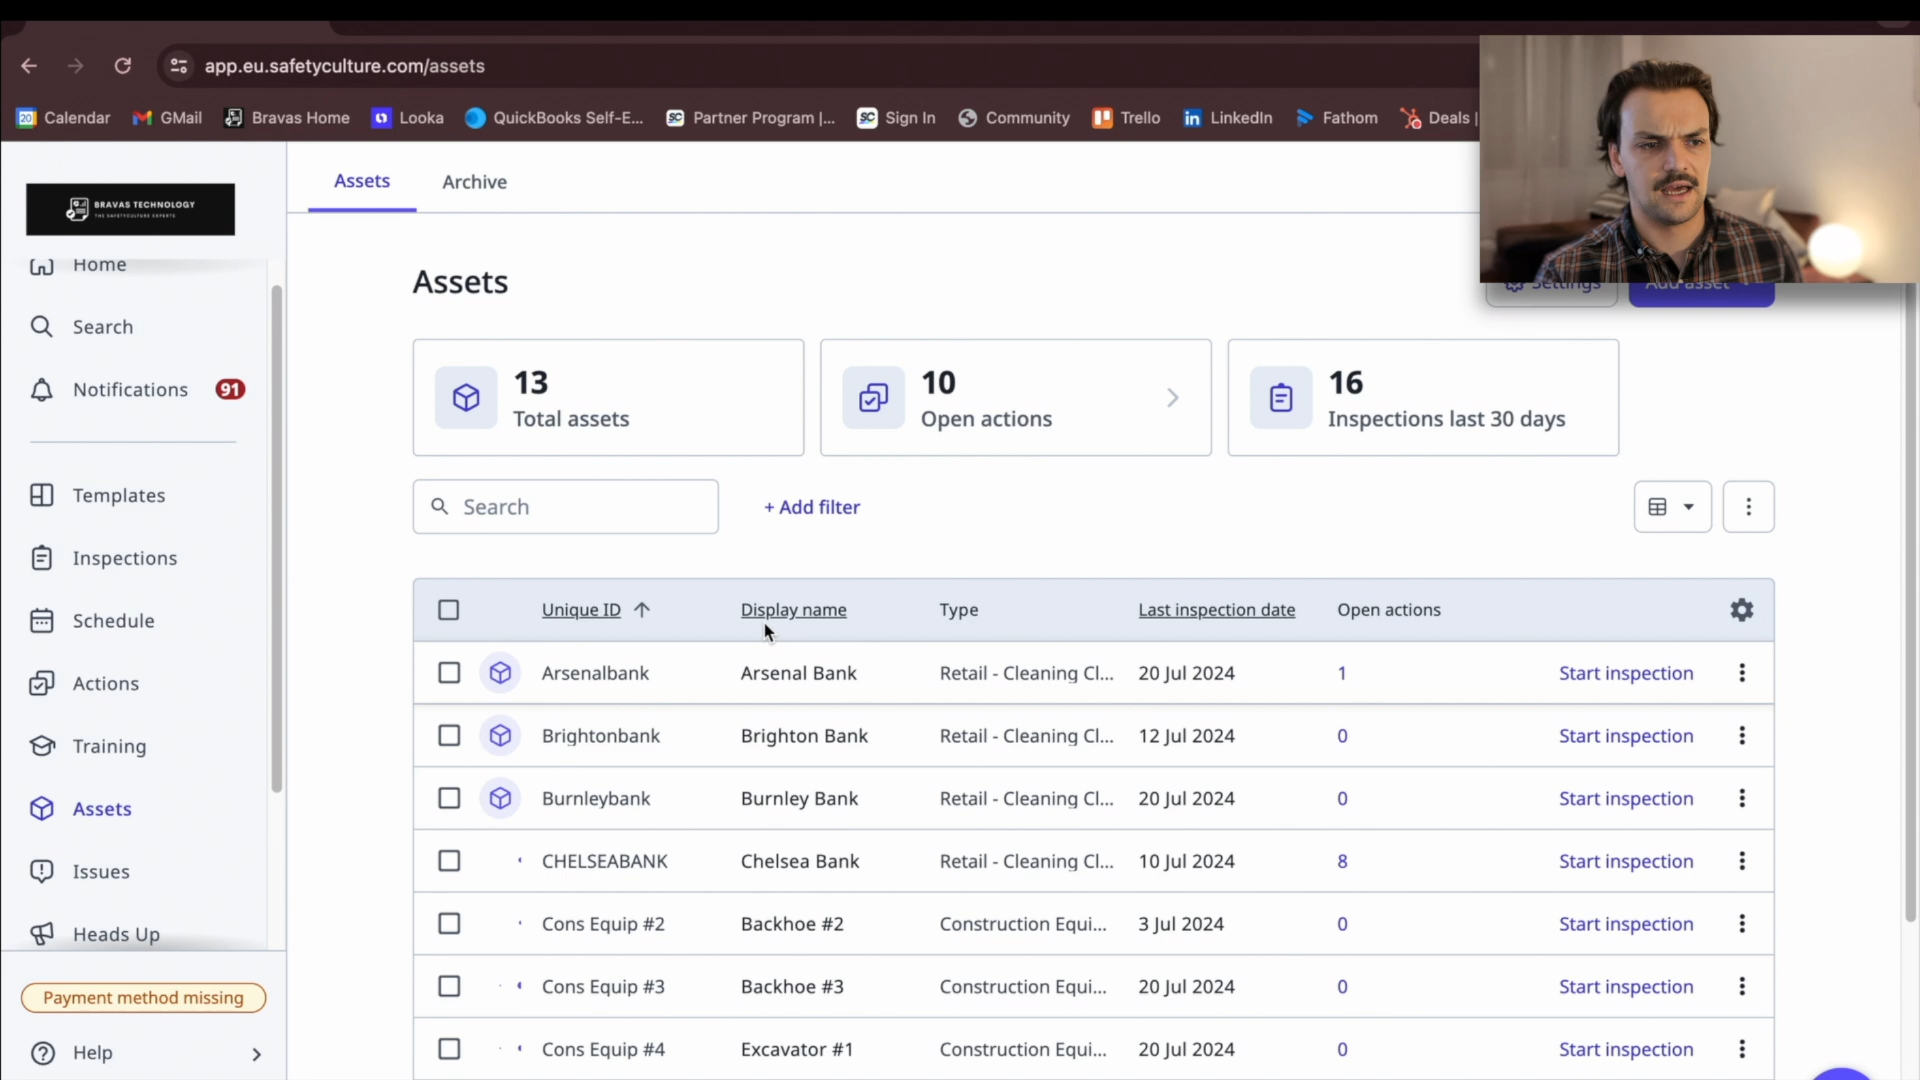 app.eu.safetyculture.com/assets
20 Calendar GMail Bravas Home Looka QuickBooks Self-E... SC Partner Program |... SC Sign In Community Trello in LinkedIn Fathom Deals |
BRAVAS TECHNOLOGY
THE SAFETYCULTURE EXPERTS
Home
Search
Notifications 91
Templates
Inspections
Schedule
Actions
Training
Assets
Issues
Heads Up
Payment method missing
Help
Assets Archive
Assets
Settings Add asset
13
Total assets
10
Open actions
16
Inspections last 30 days
Search + Add filter
Unique ID Display name Type Last inspection date Open actions
Arsenalbank Arsenal Bank Retail - Cleaning Cl... 20 Jul 2024 1 Start inspection
Brightonbank Brighton Bank Retail - Cleaning Cl... 12 Jul 2024 0 Start inspection
Burnleybank Burnley Bank Retail - Cleaning Cl... 20 Jul 2024 0 Start inspection
CHELSEABANK Chelsea Bank Retail - Cleaning Cl... 10 Jul 2024 8 Start inspection
Cons Equip #2 Backhoe #2 Construction Equi... 3 Jul 2024 0 Start inspection
Cons Equip #3 Backhoe #3 Construction Equi... 20 Jul 2024 0 Start inspection
Cons Equip #4 Excavator #1 Construction Equi... 20 Jul 2024 0 Start inspection